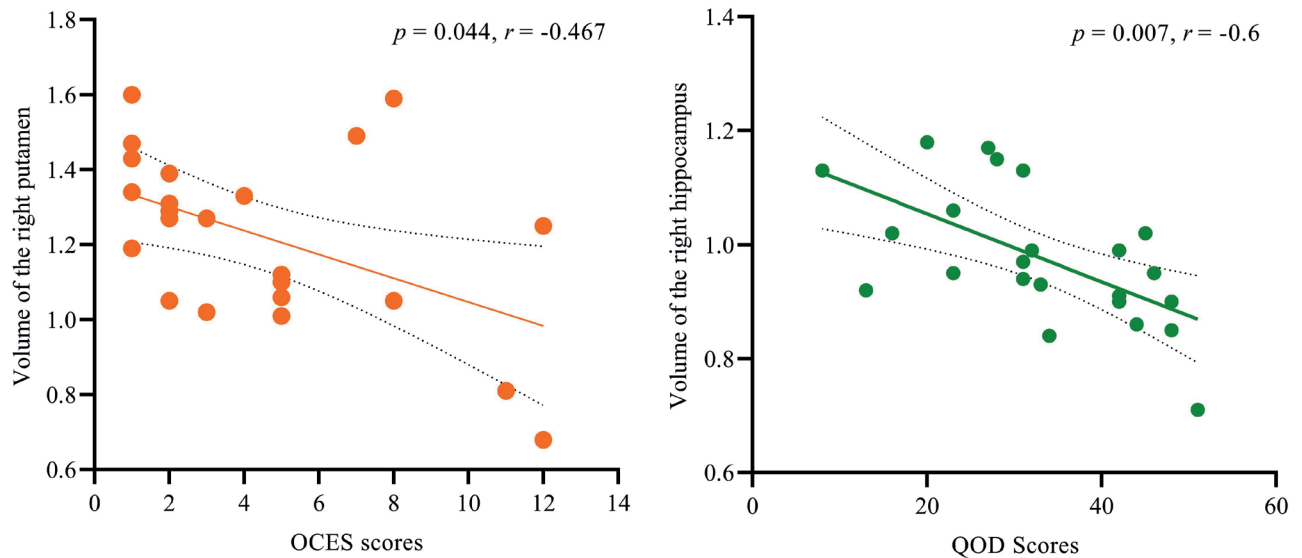 p = 0.044, r = -0.467
Volume of the right putamen
1.8
1.6
1.4
1.2
1.0
0.8
0.6
0 2 4 6 8 10 12 14
OCES scores
p = 0.007, r = -0.6
Volume of the right hippocampus
1.4
1.2
1.0
0.8
0.6
0 20 40 60
QOD Scores